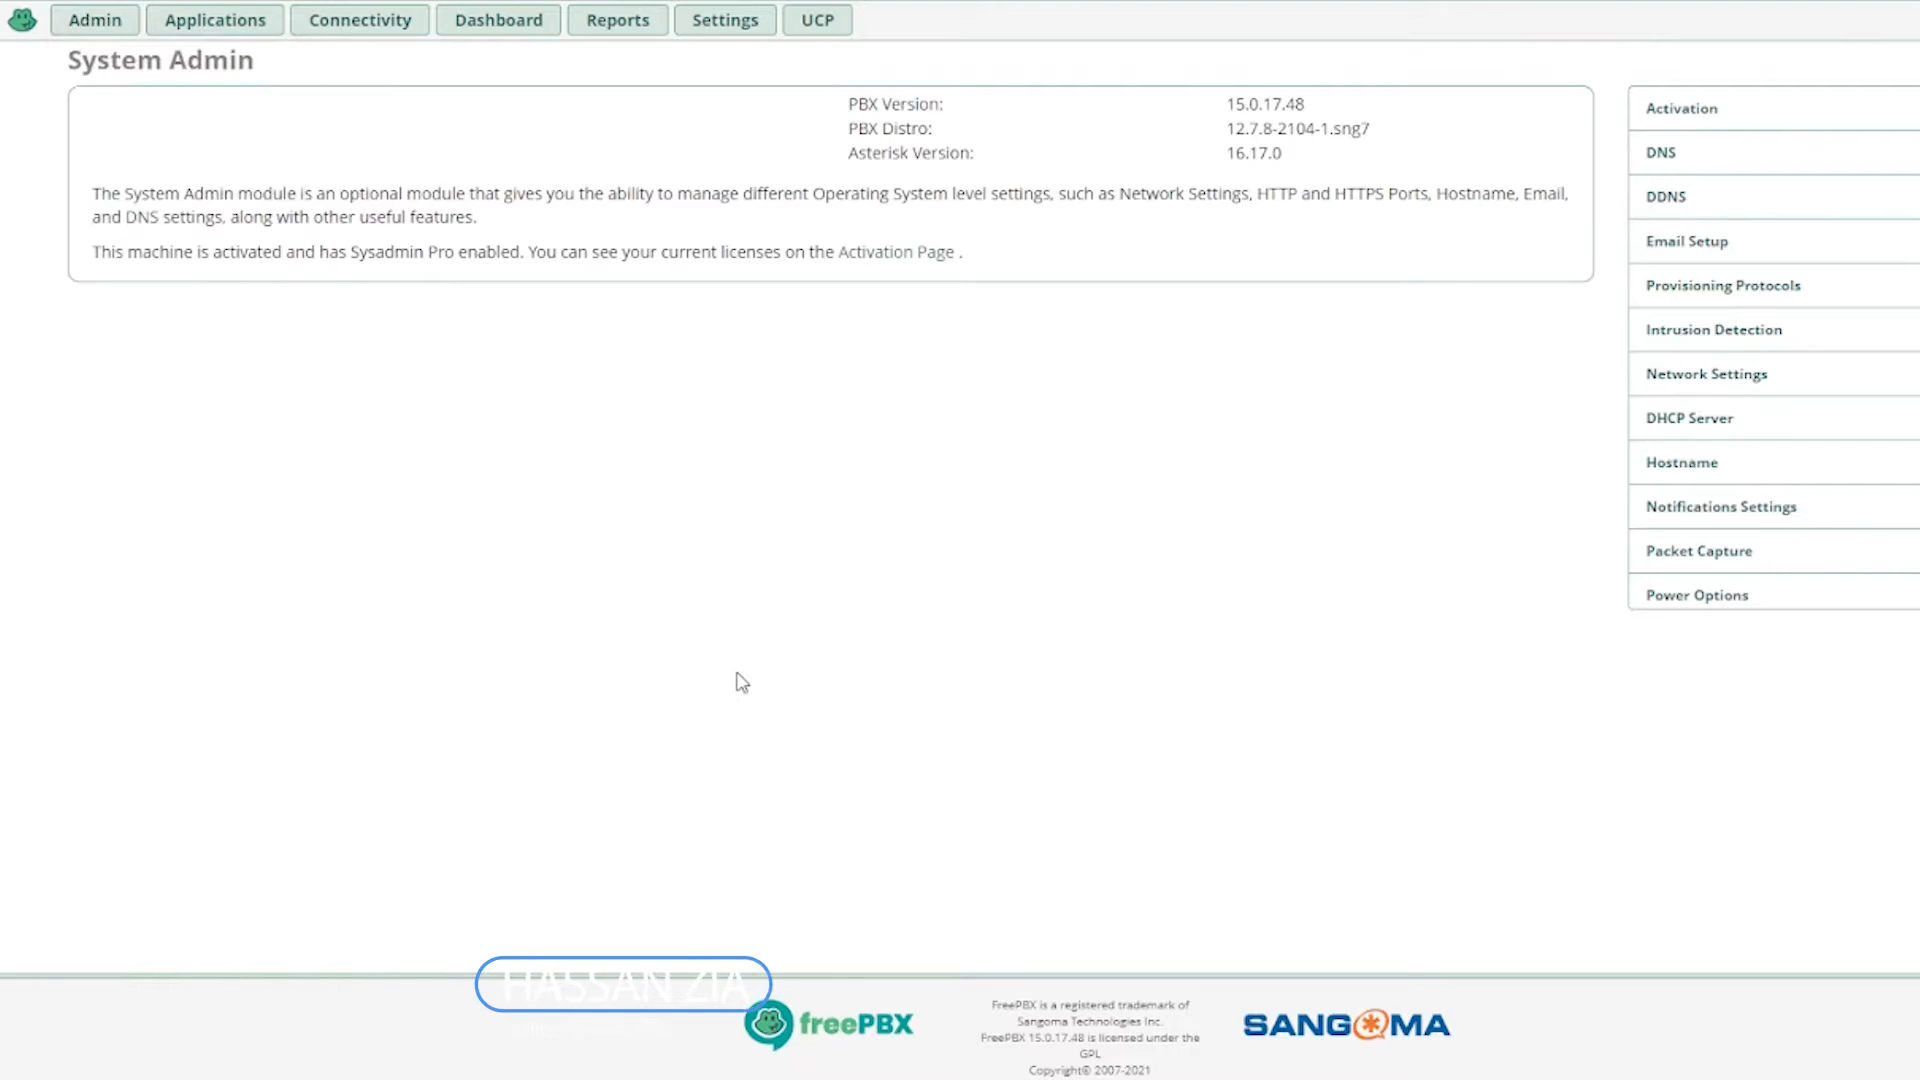 Admin
Applications
Connectivity
Dashboard
Reports
Settings
UCP
System Admin
PBX Version: 15.0.17.48
PBX Distro: 12.7.8-2104-1.sng7
Asterisk Version: 16.17.0
The System Admin module is an optional module that gives you the ability to manage different Operating System level settings, such as Network Settings, HTTP and HTTPS Ports, Hostname, Email,
and DNS settings, along with other useful features.
This machine is activated and has Sysadmin Pro enabled. You can see your current licenses on the Activation Page .
Activation
DNS
DDNS
Email Setup
Provisioning Protocols
Intrusion Detection
Network Settings
DHCP Server
Hostname
Notifications Settings
Packet Capture
Power Options
HASSAN ZIA
freePBX
FreePBX is a registered trademark of
Sangoma Technologies Inc.
FreePBX 15.0.17.48 is licensed under the
GPL
Copyright© 2007-2021
SANGOMA